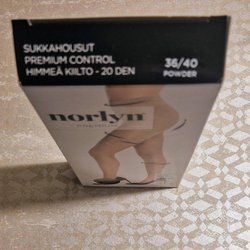 SUKKAHOUSUT
PREMIUM CONTROL
HIMMEÄ KIILTO - 20 DEN
36/40
POWDER
norlyn